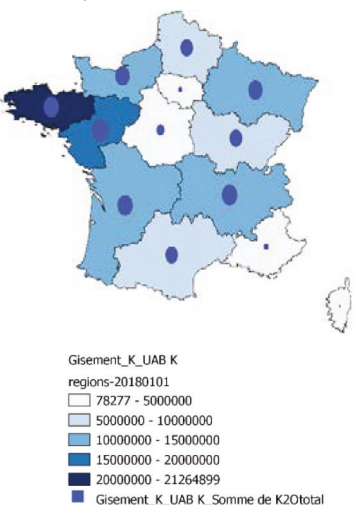 Gisement_K_UAB K
regions-20180101
78277 - 5000000
5000000 - 10000000
10000000 - 15000000
15000000 - 20000000
20000000 - 21264899
Gisement_K_UAB K_Somme de K2Ototal